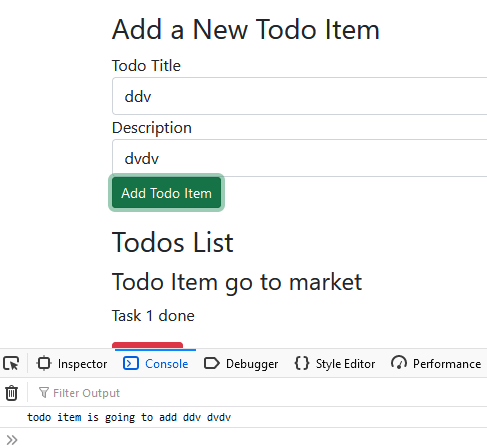 Add a New Todo Item
Todo Title
ddv
Description
dvdv
Add Todo Item
Todos List
Todo Item go to market
Task 1 done
Inspector Console Debugger Style Editor Performance
Filter Output
todo item is going to add ddv dvdv